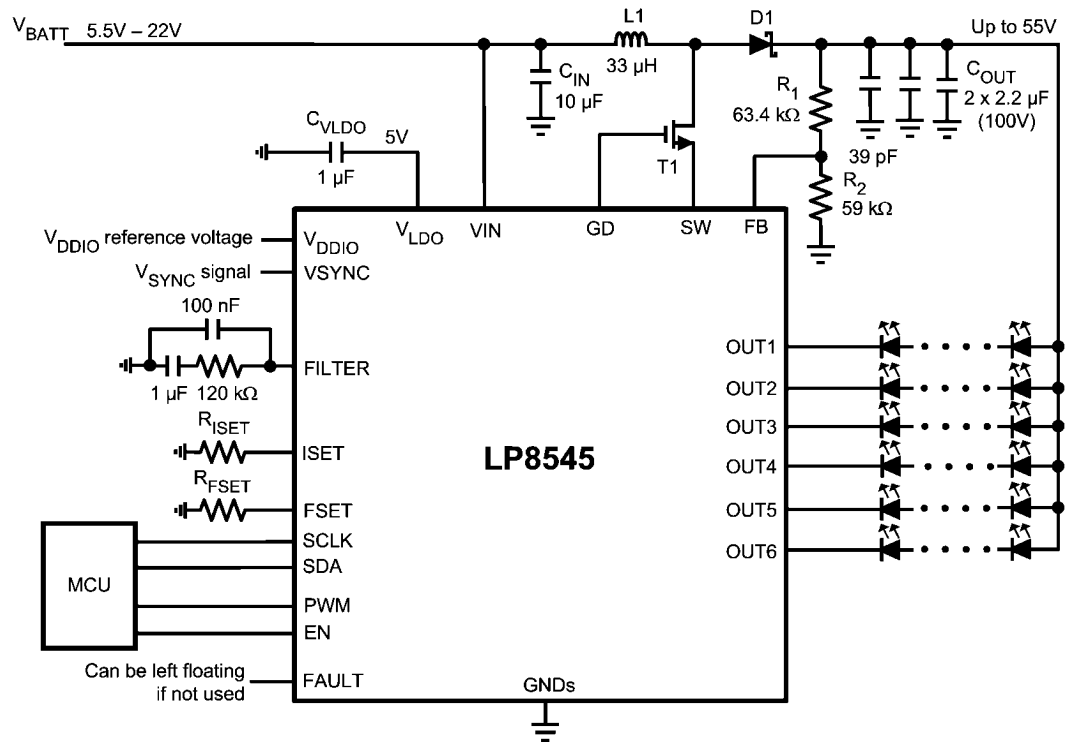 VBATT 5.5V – 22V
L1
33 µH
D1
Up to 55V
CIN
10 µF
R1
63.4 kΩ
COUT
2 x 2.2 µF
(100V)
39 pF
CVLDO
1 µF
5V
T1
R2
59 kΩ
VLDO
VIN
GD
SW
FB
VDDIO reference voltage
VDDIO
VSYNC signal
VSYNC
100 nF
1 µF
120 kΩ
FILTER
RISET
ISET
RFSET
FSET
MCU
SCLK
SDA
PWM
EN
Can be left floating
if not used
FAULT
LP8545
OUT1
OUT2
OUT3
OUT4
OUT5
OUT6
GNDs